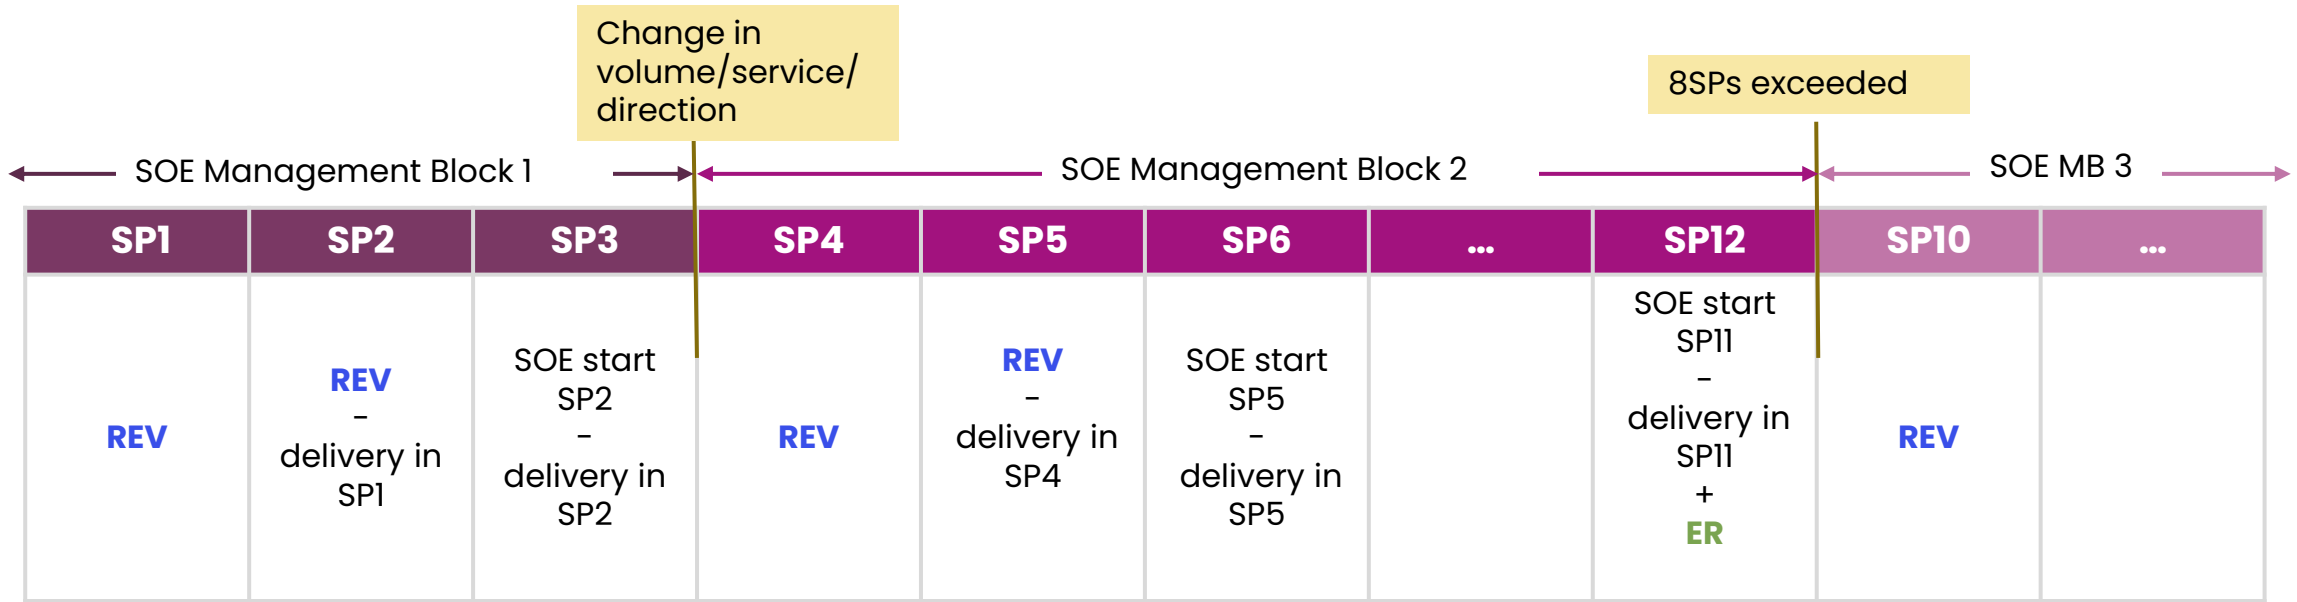 Change in
volume/service/
direction
8SPs exceeded
SOE Management Block 1
SOE Management Block 2
SOE MB 3
SP1
SP2
SP3
SP4
SP5
SP6
...
SP12
SP10
...
REV
REV
-
delivery in
SP1
SOE start
SP2
-
delivery in
SP2
REV
REV
-
delivery in
SP4
SOE start
SP5
-
delivery in
SP5
SOE start
SP11
-
delivery in
SP11
+
ER
REV